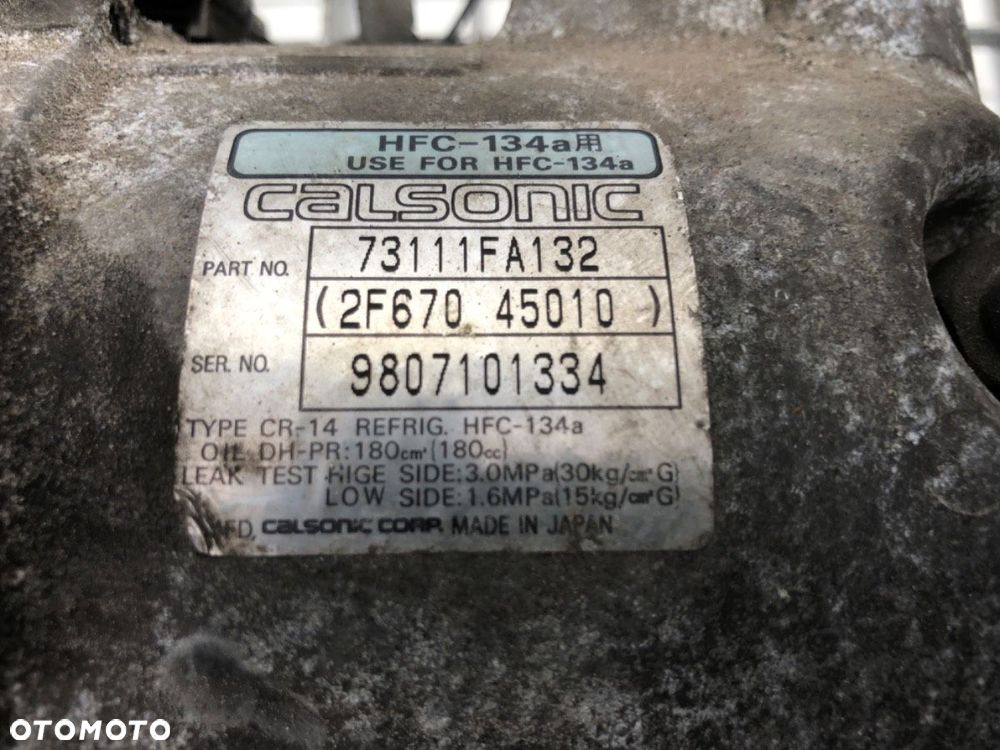 HFC-134a用
USE FOR HFC-134a
CALSONIC
PART NO. 73111FA132
(2F670 45010 )
SER. NO. 9807101334
TYPE CR-14 REFRIG. HFC-134a
OIL DH-PR:180cm³(180cc)
LEAK TEST HIGE SIDE:3.0MPa(30kg/cm²G)
LOW SIDE:1.6MPa(15kg/cm²G)
MFD, CALSONIC CORP. MADE IN JAPAN
OTOMOTO